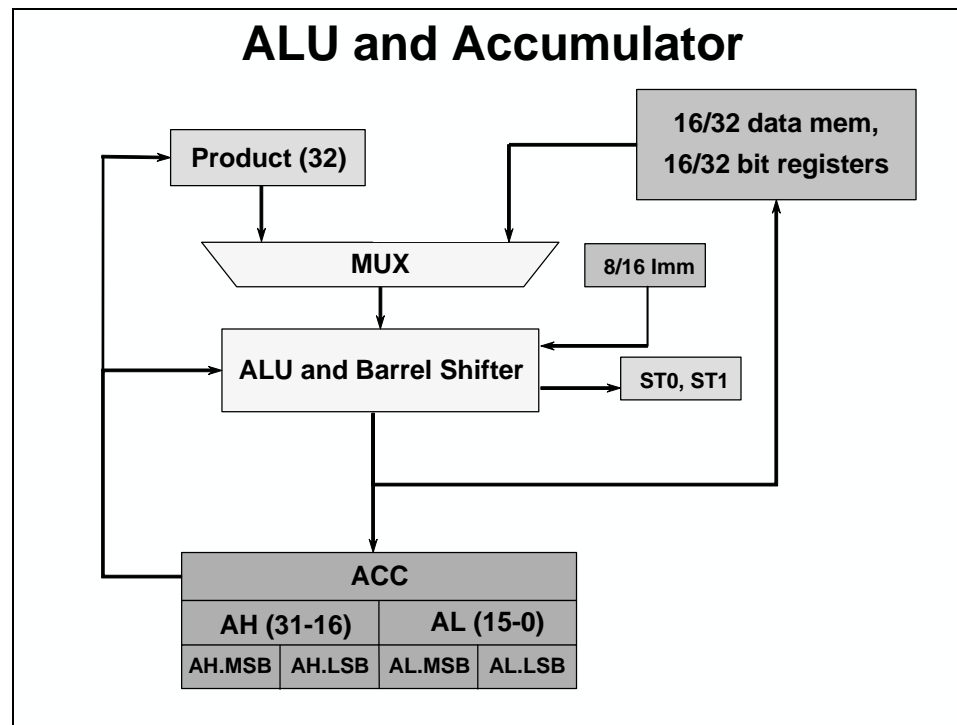 ALU and Accumulator
Product (32)
16/32 data mem,
16/32 bit registers
MUX
8/16 Imm
ALU and Barrel Shifter
ST0, ST1
ACC
AH (31-16)
AL (15-0)
AH.MSB
AH.LSB
AL.MSB
AL.LSB